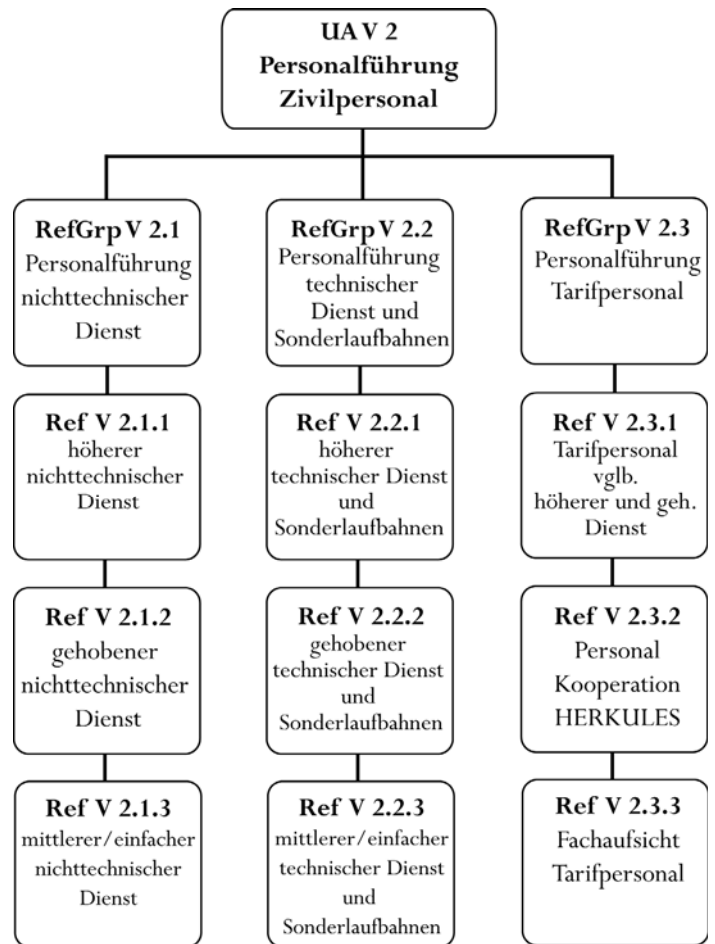 UA V 2
Personalführung
Zivilpersonal
RefGrp V 2.1
Personalführung
nichttechnischer
Dienst
RefGrp V 2.2
Personalführung
technischer
Dienst und
Sonderlaufbahnen
RefGrp V 2.3
Personalführung
Tarifpersonal
Ref V 2.1.1
höherer
nichttechnischer
Dienst
Ref V 2.2.1
höherer
technischer Dienst
und
Sonderlaufbahnen
Ref V 2.3.1
Tarifpersonal
vglb.
höherer und geh.
Dienst
Ref V 2.1.2
gehobener
nichttechnischer
Dienst
Ref V 2.2.2
gehobener
technischer Dienst
und
Sonderlaufbahnen
Ref V 2.3.2
Personal
Kooperation
HERKULES
Ref V 2.1.3
mittlerer/einfacher
nichttechnischer
Dienst
Ref V 2.2.3
mittlerer/einfacher
technischer Dienst
und
Sonderlaufbahnen
Ref V 2.3.3
Fachaufsicht
Tarifpersonal